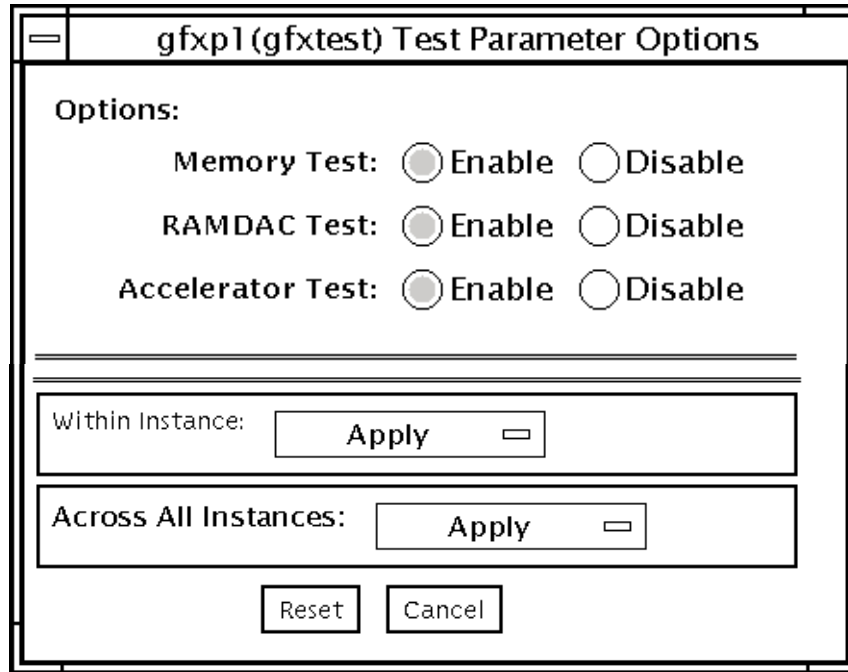 gfxp1(gfxtest) Test Parameter Options
Options:
Memory Test: Enable Disable
RAMDAC Test: Enable Disable
Accelerator Test: Enable Disable
Within Instance: Apply
Across All Instances: Apply
Reset Cancel